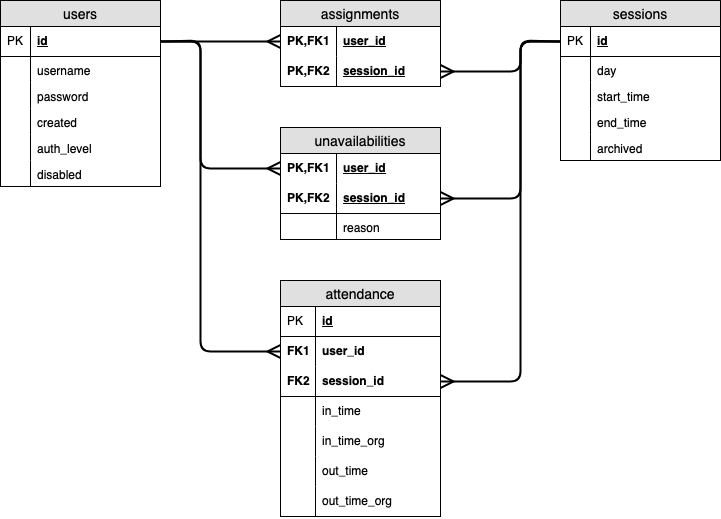 users
PK id
username
password
created
auth_level
disabled
assignments
PK,FK1 user_id
PK,FK2 session_id
unavailabilities
PK,FK1 user_id
PK,FK2 session_id
reason
attendance
PK id
FK1 user_id
FK2 session_id
in_time
in_time_org
out_time
out_time_org
sessions
PK id
day
start_time
end_time
archived